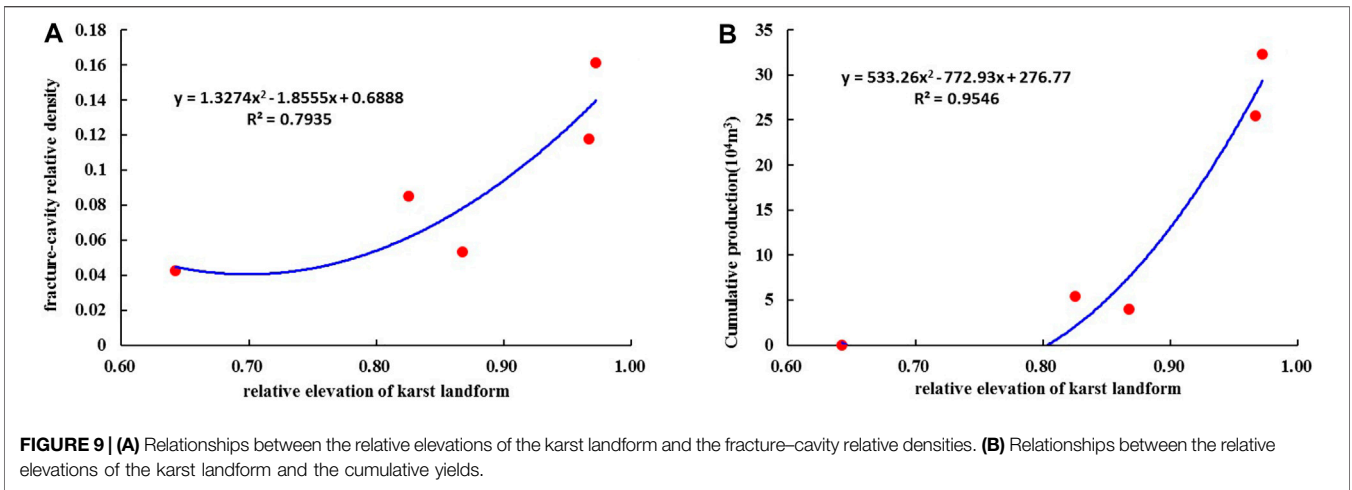 A
0.18
0.16
0.14
0.12
0.1
0.08
0.06
0.04
0.02
0
fracture-cavity relative density
y = 1.3274x² - 1.8555x + 0.6888
R² = 0.7935
0.60 0.70 0.80 0.90 1.00
relative elevation of karst landform
B
35
30
25
20
15
10
5
0
Cumulative production(10⁴m³)
y = 533.26x² - 772.93x + 276.77
R² = 0.9546
0.60 0.70 0.80 0.90 1.00
relative elevation of karst landform
FIGURE 9 | (A) Relationships between the relative elevations of the karst landform and the fracture–cavity relative densities. (B) Relationships between the relative
elevations of the karst landform and the cumulative yields.